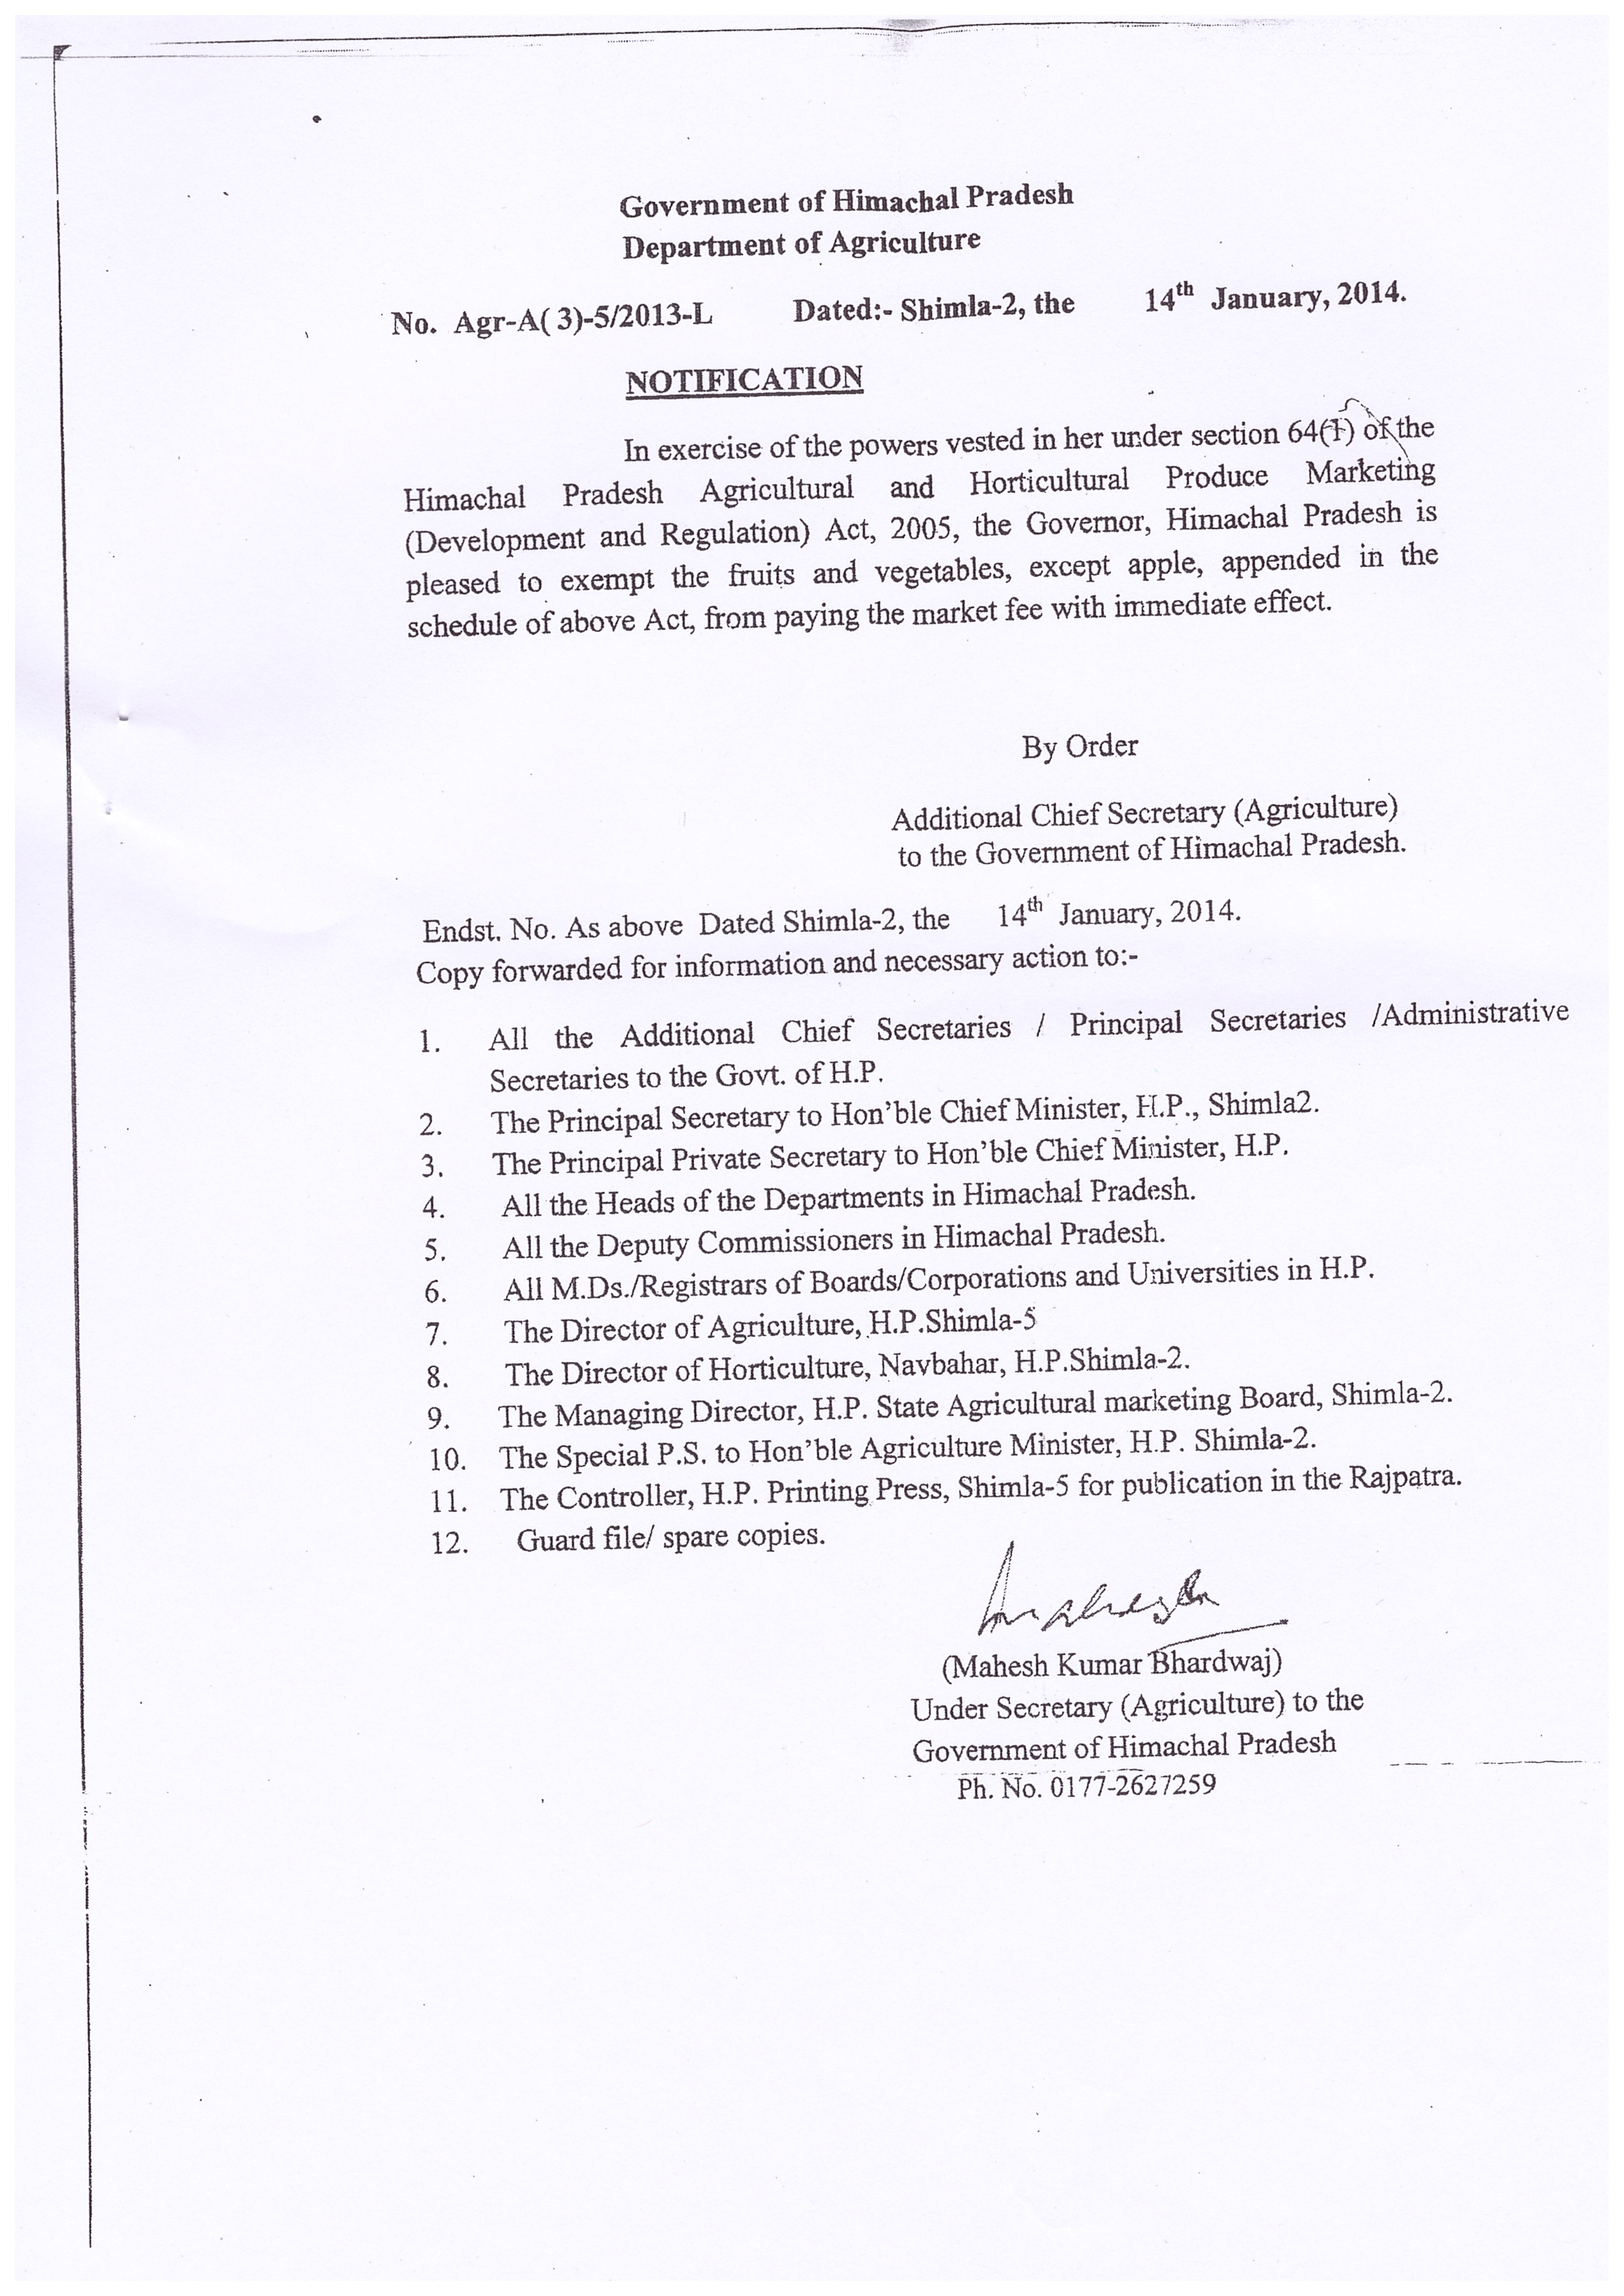 Government of Himachal Pradesh
Department of Agriculture
No. Agr-A( 3)-5/2013-L Dated:- Shimla-2, the 14th January, 2014.
NOTIFICATION
In exercise of the powers vested in her under section 64(1) of the
Himachal Pradesh Agricultural and Horticultural Produce Marketing
(Development and Regulation) Act, 2005, the Governor, Himachal Pradesh is
pleased to exempt the fruits and vegetables, except apple, appended in the
schedule of above Act, from paying the market fee with immediate effect.
By Order
Additional Chief Secretary (Agriculture)
to the Government of Himachal Pradesh.
Endst. No. As above Dated Shimla-2, the 14th January, 2014.
Copy forwarded for information and necessary action to:-
1. All the Additional Chief Secretaries / Principal Secretaries /Administrative
Secretaries to the Govt. of H.P.
2. The Principal Secretary to Hon'ble Chief Minister, H.P., Shimla2.
3. The Principal Private Secretary to Hon'ble Chief Minister, H.P.
4. All the Heads of the Departments in Himachal Pradesh.
5. All the Deputy Commissioners in Himachal Pradesh.
6. All M.Ds./Registrars of Boards/Corporations and Universities in H.P.
7. The Director of Agriculture, H.P.Shimla-5
8. The Director of Horticulture, Navbahar, H.P.Shimla-2.
9. The Managing Director, H.P. State Agricultural marketing Board, Shimla-2.
10. The Special P.S. to Hon'ble Agriculture Minister, H.P. Shimla-2.
11. The Controller, H.P. Printing Press, Shimla-5 for publication in the Rajpatra.
12. Guard file/ spare copies.
(Mahesh Kumar Bhardwaj)
Under Secretary (Agriculture) to the
Government of Himachal Pradesh
Ph. No. 0177-2627259